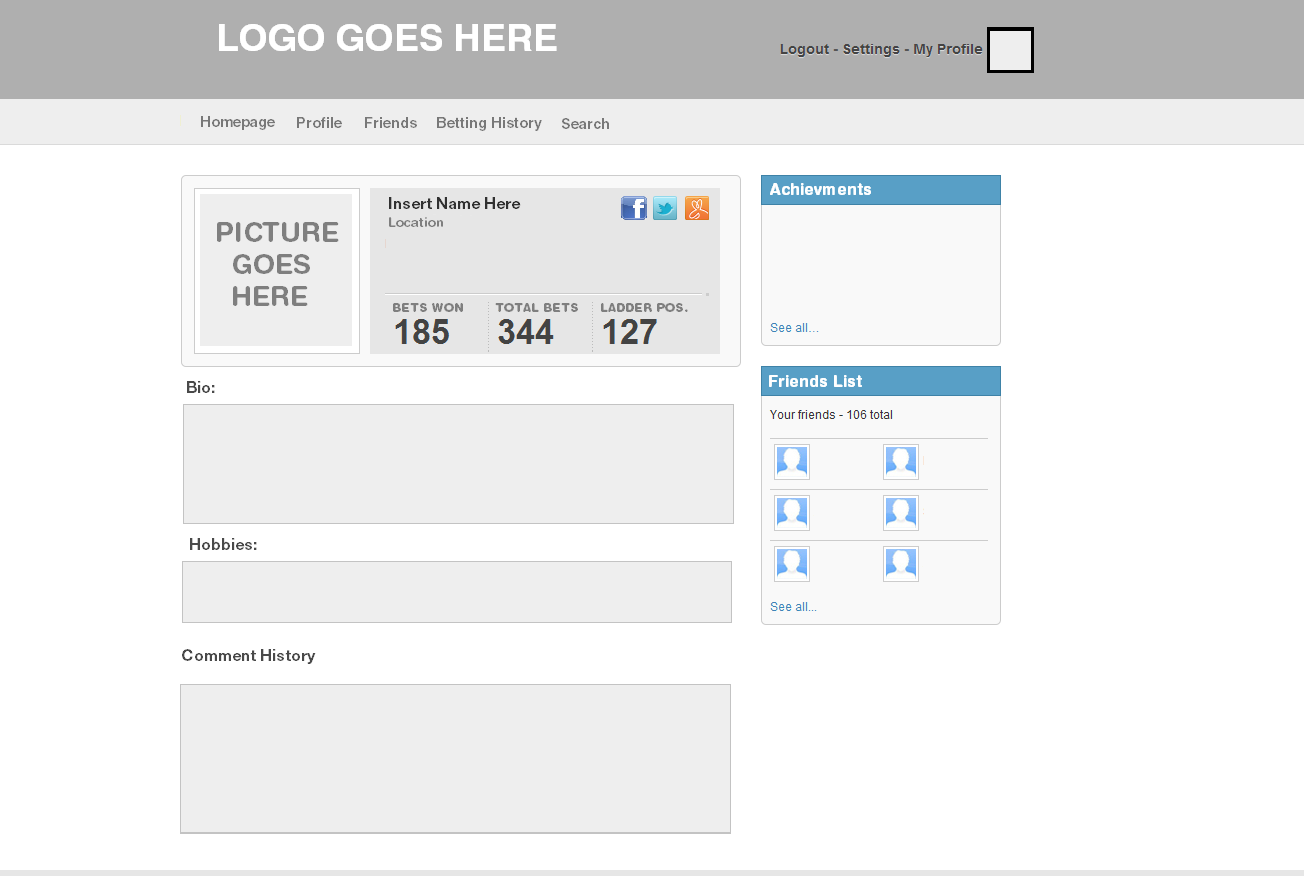 LOGO GOES HERE
Logout - Settings - My Profile
Homepage Profile Friends Betting History Search
PICTURE
GOES
HERE
Insert Name Here
Location
BETS WON TOTAL BETS LADDER POS.
185 344 127
Bio:
Hobbies:
Comment History
Achievments
See all...
Friends List
Your friends - 106 total
See all...